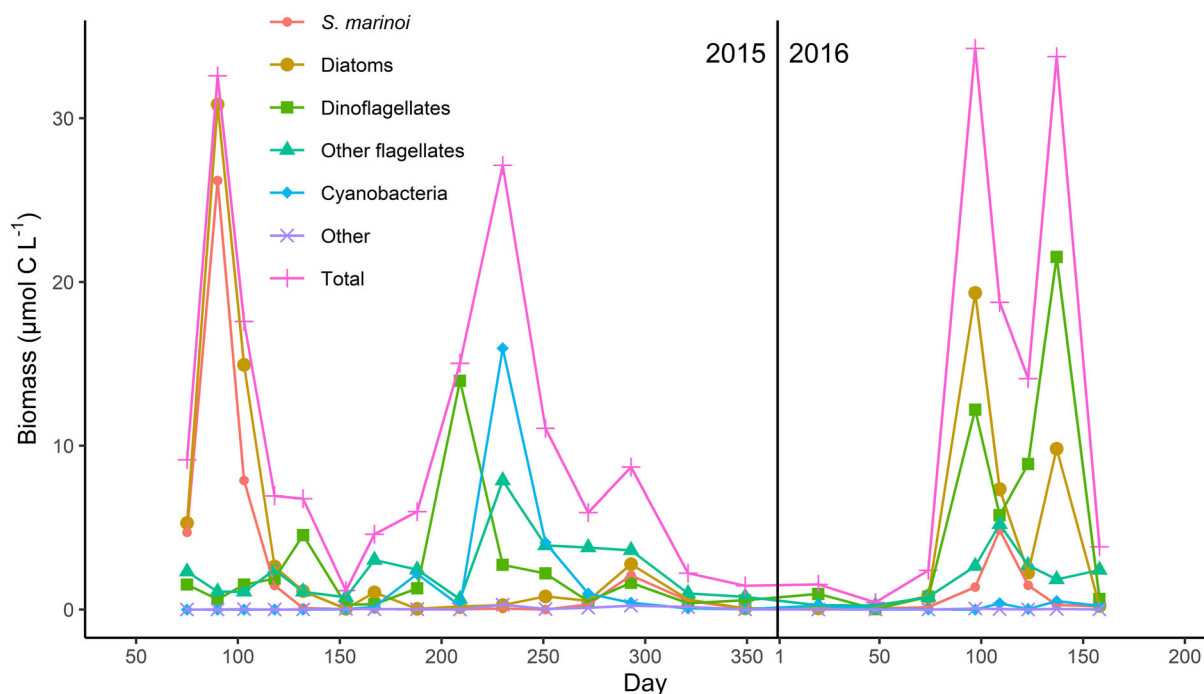 S. marinoi
Diatoms
Dinoflagellates
Other flagellates
Cyanobacteria
Other
Total
2015 2016
Biomass (µmol C L⁻¹)
30
20
10
0
50 100 150 200 250 300 350 1 50 100 150 200
Day